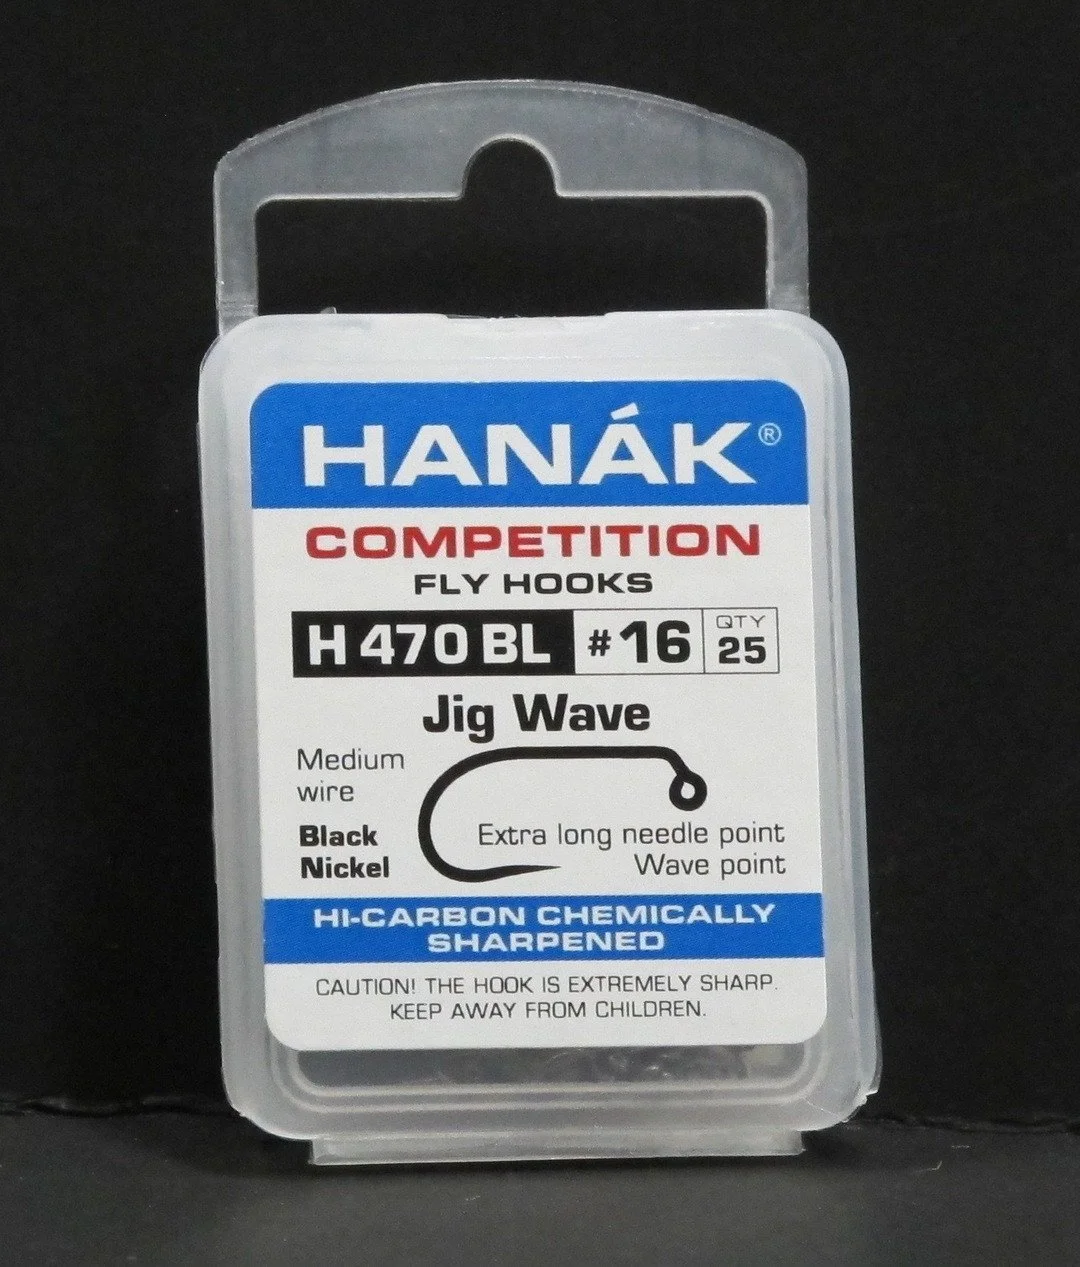 HANÁK®
COMPETITION
FLY HOOKS
H 470 BL #16 QTY 25
Jig Wave
Medium
wire
Black
Nickel
Extra long needle point
Wave point
HI-CARBON CHEMICALLY
SHARPENED
CAUTION! THE HOOK IS EXTREMELY SHARP.
KEEP AWAY FROM CHILDREN.